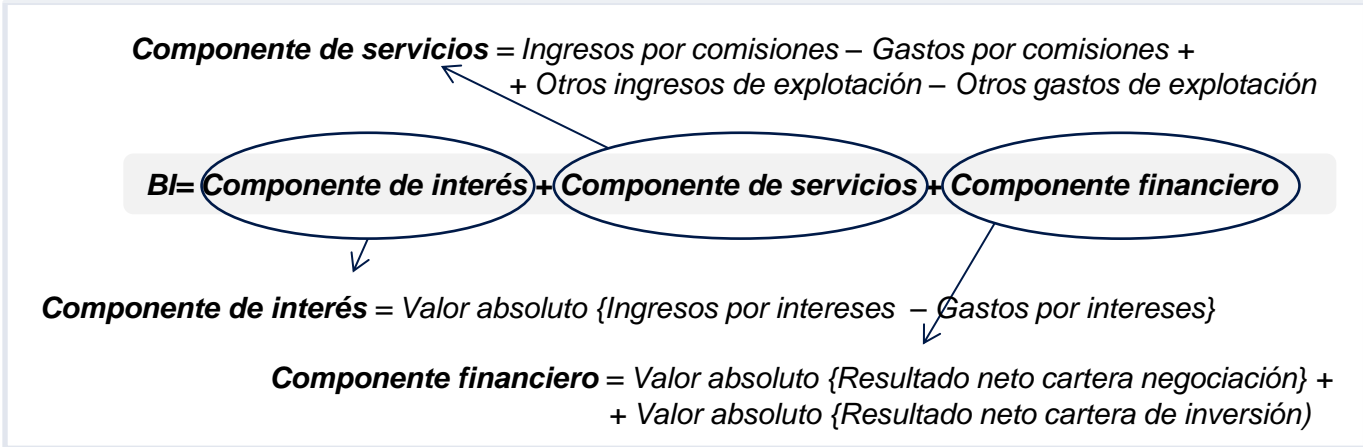 Componente de servicios = Ingresos por comisiones – Gastos por comisiones +
+ Otros ingresos de explotación – Otros gastos de explotación
BI= Componente de interés + Componente de servicios + Componente financiero
Componente de interés = Valor absoluto {Ingresos por intereses – Gastos por intereses}
Componente financiero = Valor absoluto {Resultado neto cartera negociación} +
+ Valor absoluto {Resultado neto cartera de inversión)